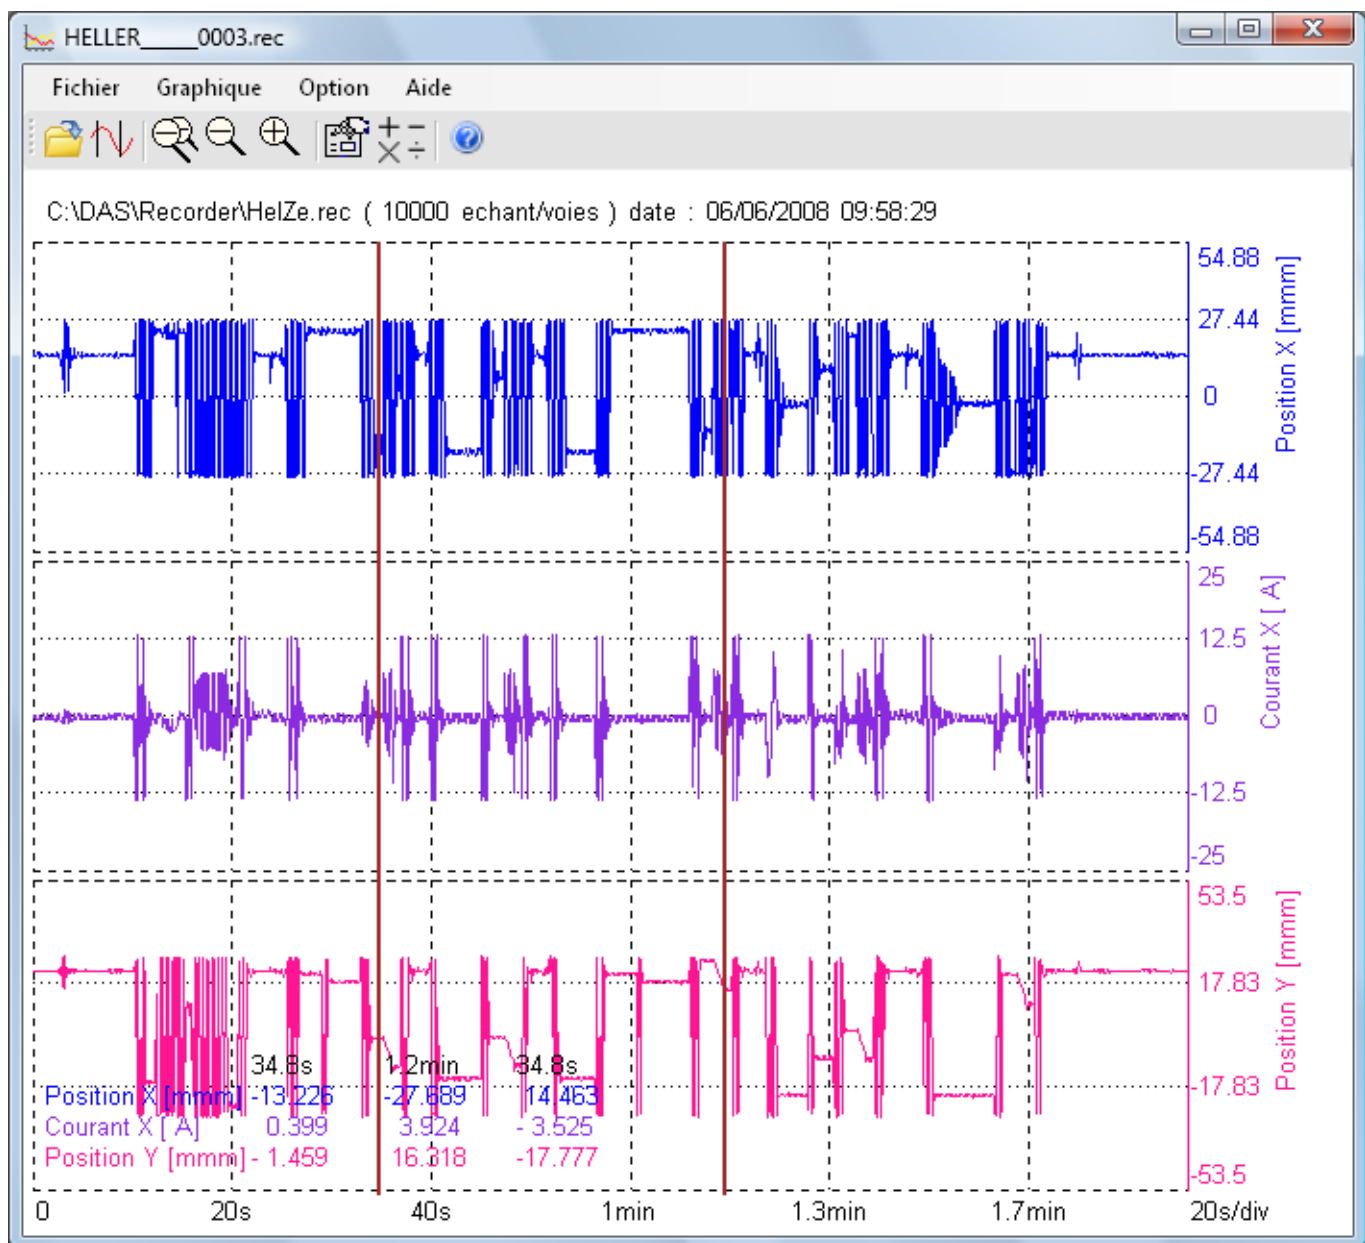 HELLER_____0003.rec
Fichier Graphique Option Aide
C:\DAS\Recorder\HelZe.rec ( 10000 echant/voies ) date : 06/06/2008 09:58:29
54.88
27.44
0
-27.44
-54.88
Position X [mmm]
25
12.5
0
-12.5
-25
Courant X [ A]
53.5
17.83
-17.83
-53.5
Position Y [mmm]
34.8s 1.2min 34.8s
Position X [mmm] -13.226 -27.689 14.463
Courant X [ A] 0.399 3.924 - 3.525
Position Y [mmm] - 1.459 16.318 -17.777
0 20s 40s 1min 1.3min 1.7min 20s/div